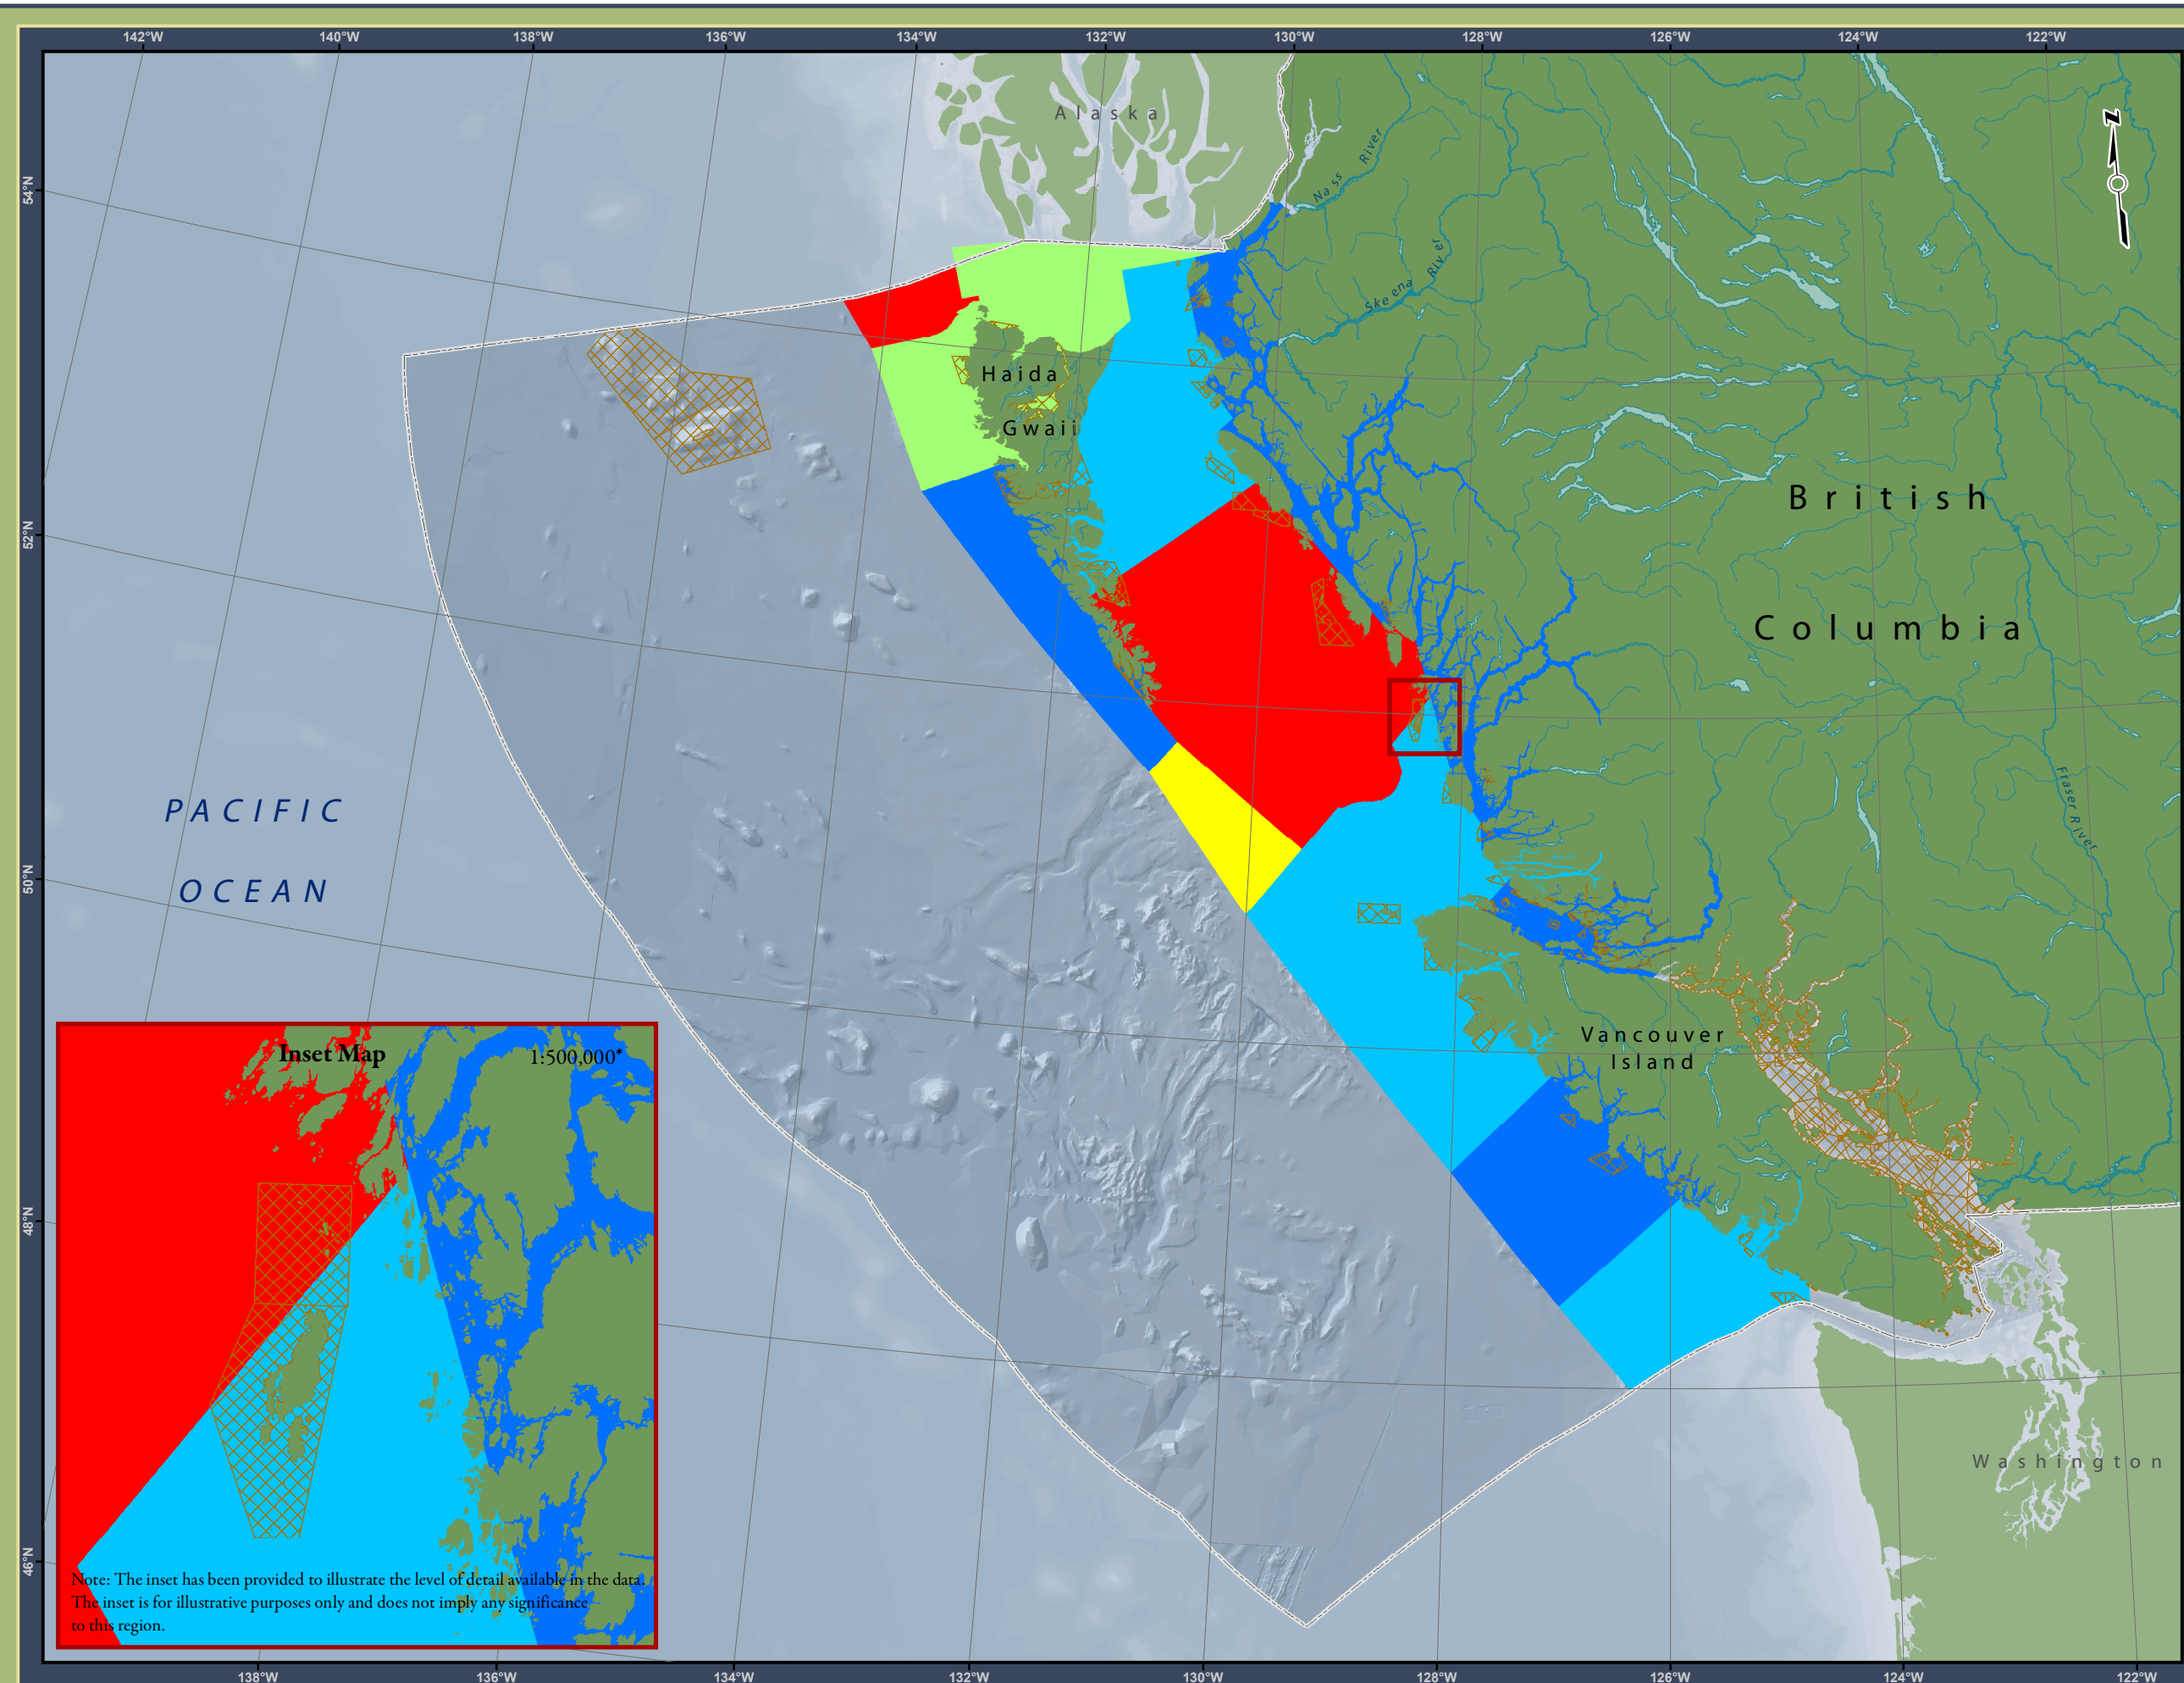 142°W 140°W 138°W 136°W 134°W 132°W 130°W 128°W 126°W 124°W 122°W
Alaska
N
Nass River
54°N
Skeena River
Haida
Gwaii
British
52°N
Columbia
PACIFIC
Fraser River
OCEAN
50°N
Vancouver
Island
Inset Map 1:500,000*
48°N
Washington
46°N
Note: The inset has been provided to illustrate the level of detail available in the data.
The inset is for illustrative purposes only and does not imply any significance
to this region.
138°W 136°W 134°W 132°W 130°W 128°W 126°W 124°W 122°W